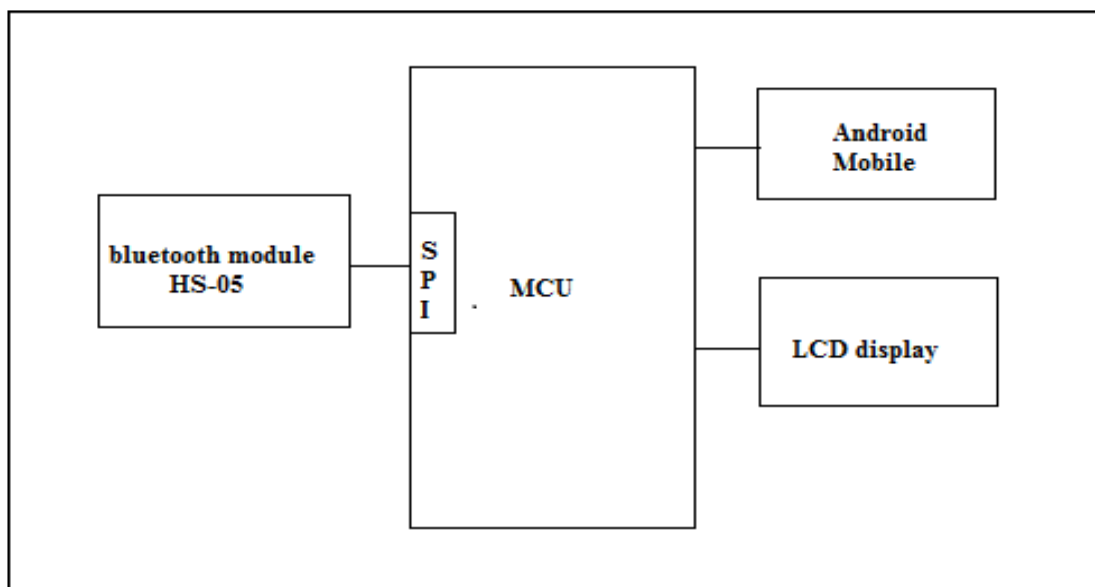 bluetooth module
HS-05
S
P
I
MCU
Android
Mobile
LCD display